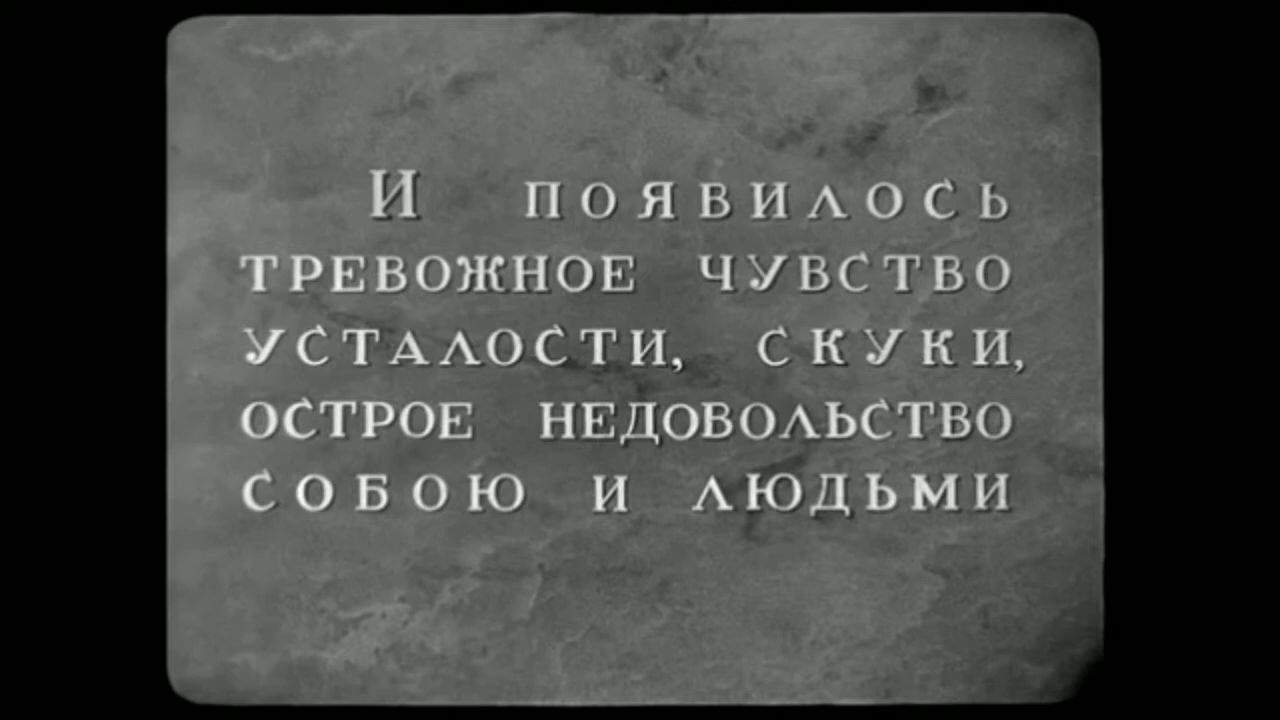 И ПОЯВИЛОСЬ
ТРЕВОЖНОЕ ЧУВСТВО
УСТАЛОСТИ, СКУКИ,
ОСТРОЕ НЕДОВОЛЬСТВО
СОБОЮ И ЛЮДЬМИ